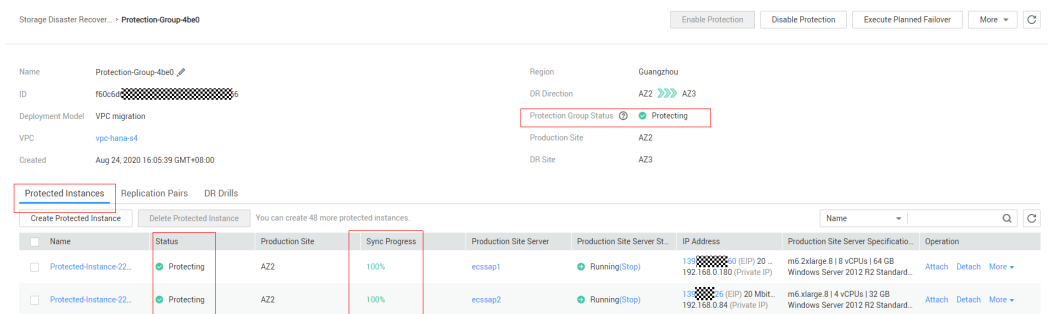 Storage Disaster Recover... › Protection-Group-4be0
Enable Protection Disable Protection Execute Planned Failover More
Name Protection-Group-4be0 Region Guangzhou
ID f60c6d 6 DR Direction AZ2 AZ3
Deployment Model VPC migration Protection Group Status ? Protecting
VPC vpc-hana-s4 Production Site AZ2
Created Aug 24, 2020 16:05:39 GMT+08:00 DR Site AZ3
Protected Instances Replication Pairs DR Drills
Create Protected Instance Delete Protected Instance You can create 48 more protected instances. Name
Name Status Production Site Sync Progress Production Site Server Production Site Server St... IP Address Production Site Server Specificatio... Operation
Protected-Instance-22... Protecting AZ2 100% ecssap1 Running(Stop) 139 60 (EIP) 20 ... m6.2xlarge.8 | 8 vCPUs | 64 GB Attach Detach More
192.168.0.180 (Private IP) Windows Server 2012 R2 Standard...
Protected-Instance-22... Protecting AZ2 100% ecssap2 Running(Stop) 139 26 (EIP) 20 Mbit... m6.xlarge.8 | 4 vCPUs | 32 GB Attach Detach More
192.168.0.84 (Private IP) Windows Server 2012 R2 Standard...